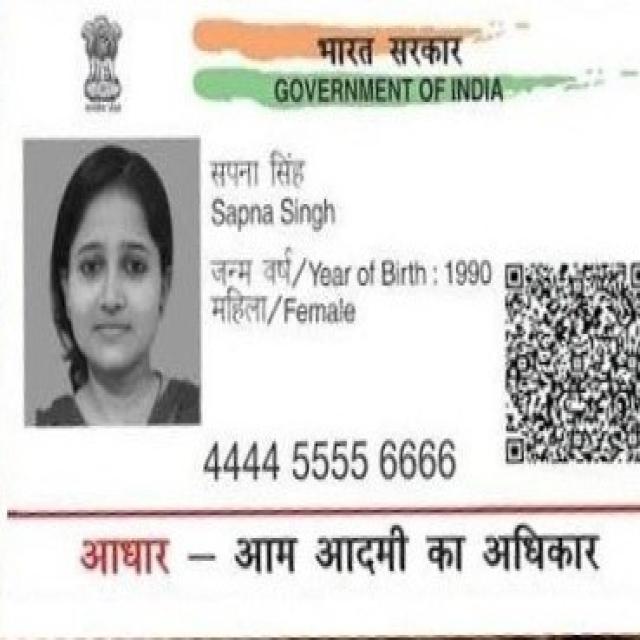 भारत सरकार
GOVERNMENT OF INDIA
सपना सिंह
Sapna Singh
जन्म वर्ष/Year of Birth : 1990
महिला/Female
4444 5555 6666
आधार – आम आदमी का अधिकार